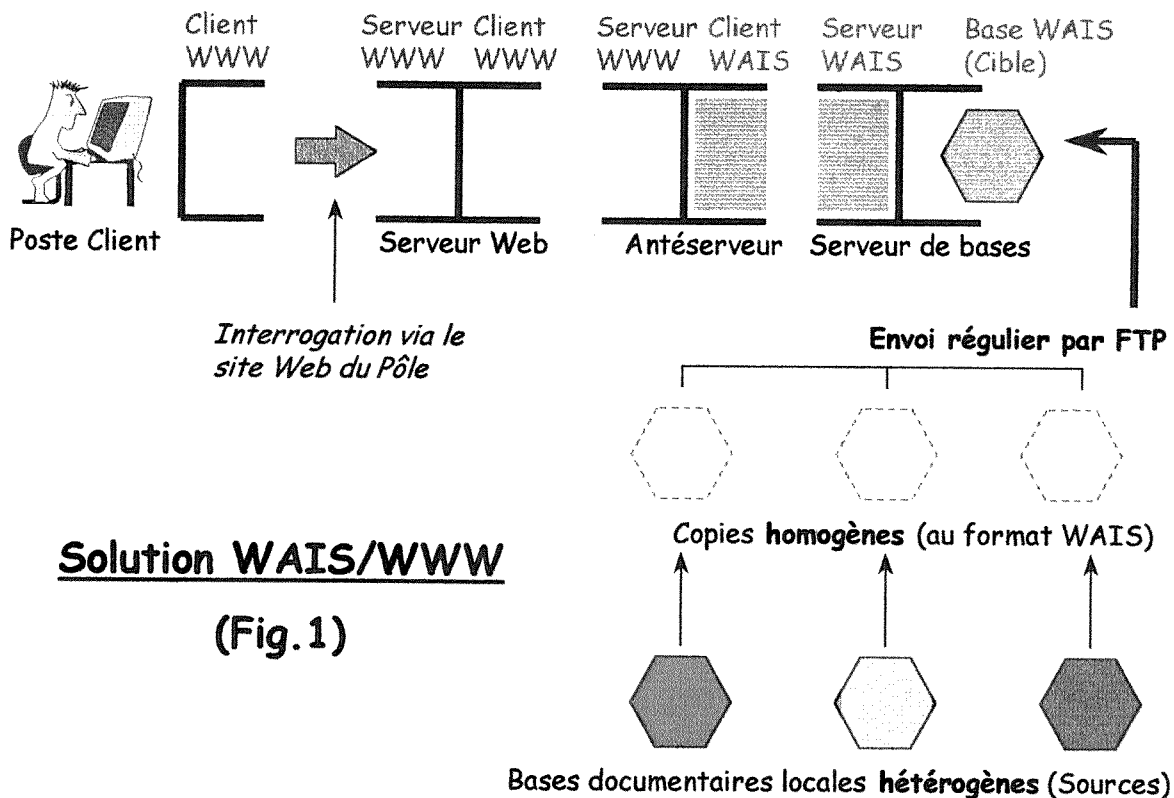 Client
WWW
Serveur Client
WWW WWW
Serveur Client
WWW WAIS
Serveur
WAIS
Base WAIS
(Cible)
Poste Client
Serveur Web
Antéserveur
Serveur de bases
Interrogation via le
site Web du Pôle
Envoi régulier par FTP
Copies homogènes (au format WAIS)
Solution WAIS/WWW
(Fig.1)
Bases documentaires locales hétérogènes (Sources)